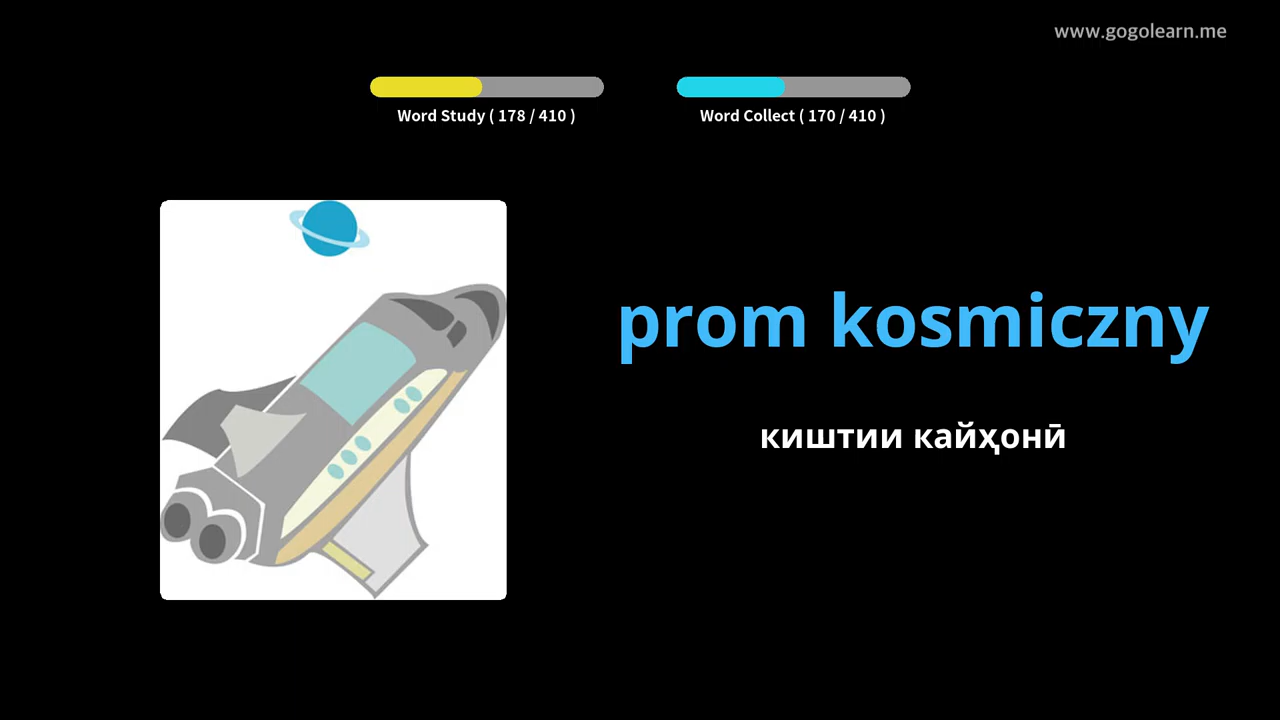 www.gogolearn.me
Word Study ( 178 / 410 )
Word Collect ( 170 / 410 )
prom kosmiczny
киштии кайҳонӣ